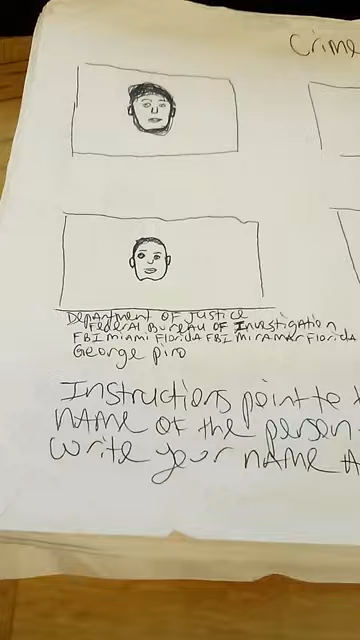 Crime
Department of Justice
Federal Bureau of Investigation
FBI Miami Florida FBI Miramar Florida
George piro
Instructions point to
name of the person
write your name